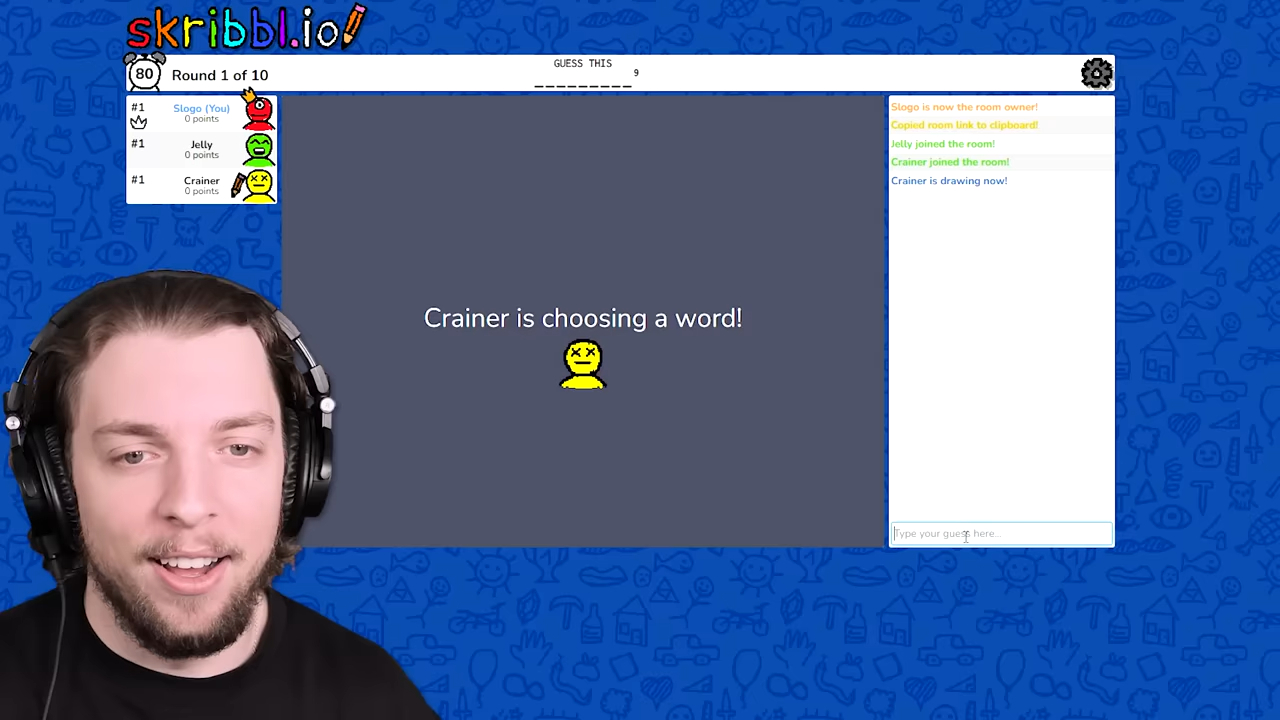 skribbl.io
80
Round 1 of 10
GUESS THIS
_________ 9
#1
Slogo (You)
0 points
#1
Jelly
0 points
#1
Crainer
0 points
Crainer is choosing a word!
Slogo is now the room owner!
Copied room link to clipboard!
Jelly joined the room!
Crainer joined the room!
Crainer is drawing now!
Type your guess here...